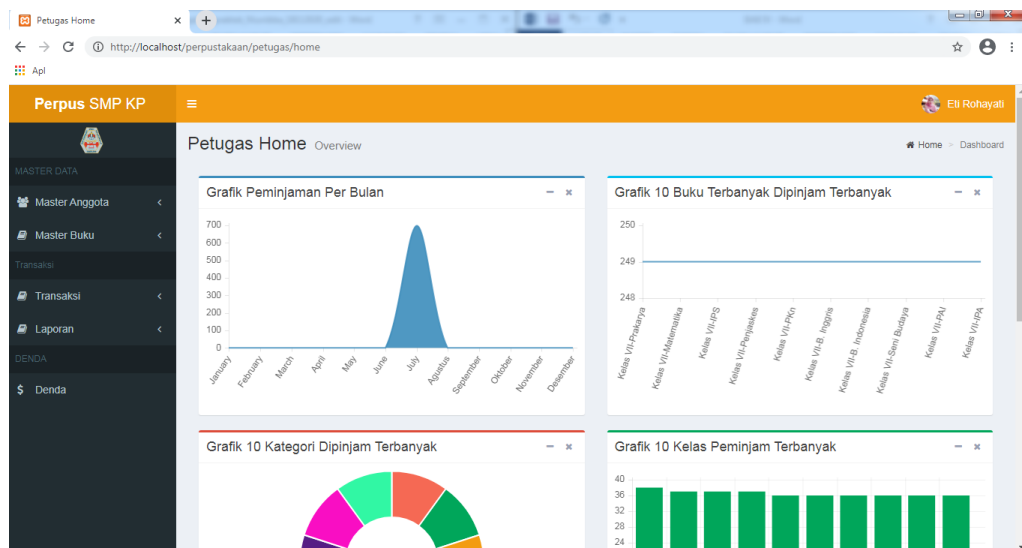 Petugas Home
http://localhost/perpustakaan/petugas/home
Apl
Perpus SMP KP
Eti Rohayati
Petugas Home Overview
Home > Dashboard
MASTER DATA
Master Anggota
Master Buku
Transaksi
Transaksi
Laporan
DENDA
$ Denda
Grafik Peminjaman Per Bulan
700
600
500
400
300
200
100
0
January
February
March
April
May
June
July
Agustus
September
Oktober
November
Desember
Grafik 10 Buku Terbanyak Dipinjam Terbanyak
250
249
248
Kelas VII-Prakarya
Kelas VII-Matematika
Kelas VII-IPS
Kelas VII-Penjaskes
Kelas VII-PKn
Kelas VII-B. Inggris
Kelas VII-B. Indonesia
Kelas VII-Seni Budaya
Kelas VII-PAI
Kelas VII-IPA
Grafik 10 Kategori Dipinjam Terbanyak
Grafik 10 Kelas Peminjam Terbanyak
40
36
32
28
24